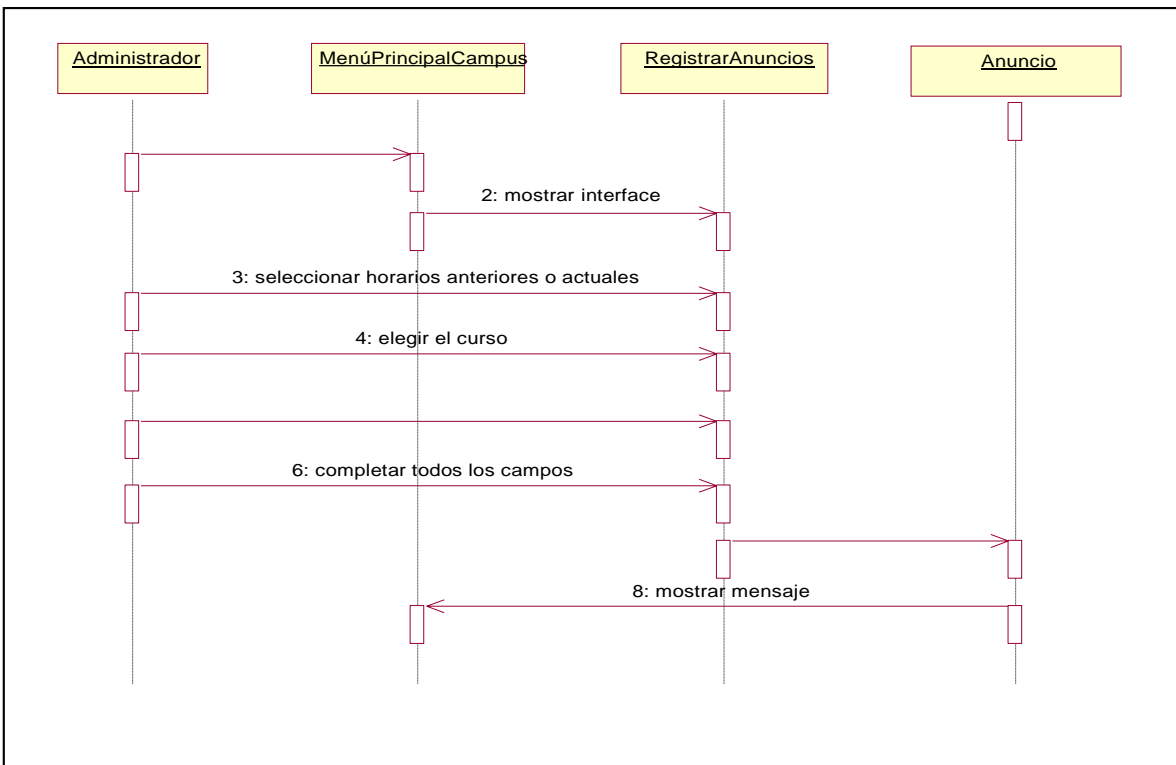 Administrador
MenúPrincipalCampus
RegistrarAnuncios
Anuncio
2: mostrar interface
3: seleccionar horarios anteriores o actuales
4: elegir el curso
6: completar todos los campos
8: mostrar mensaje